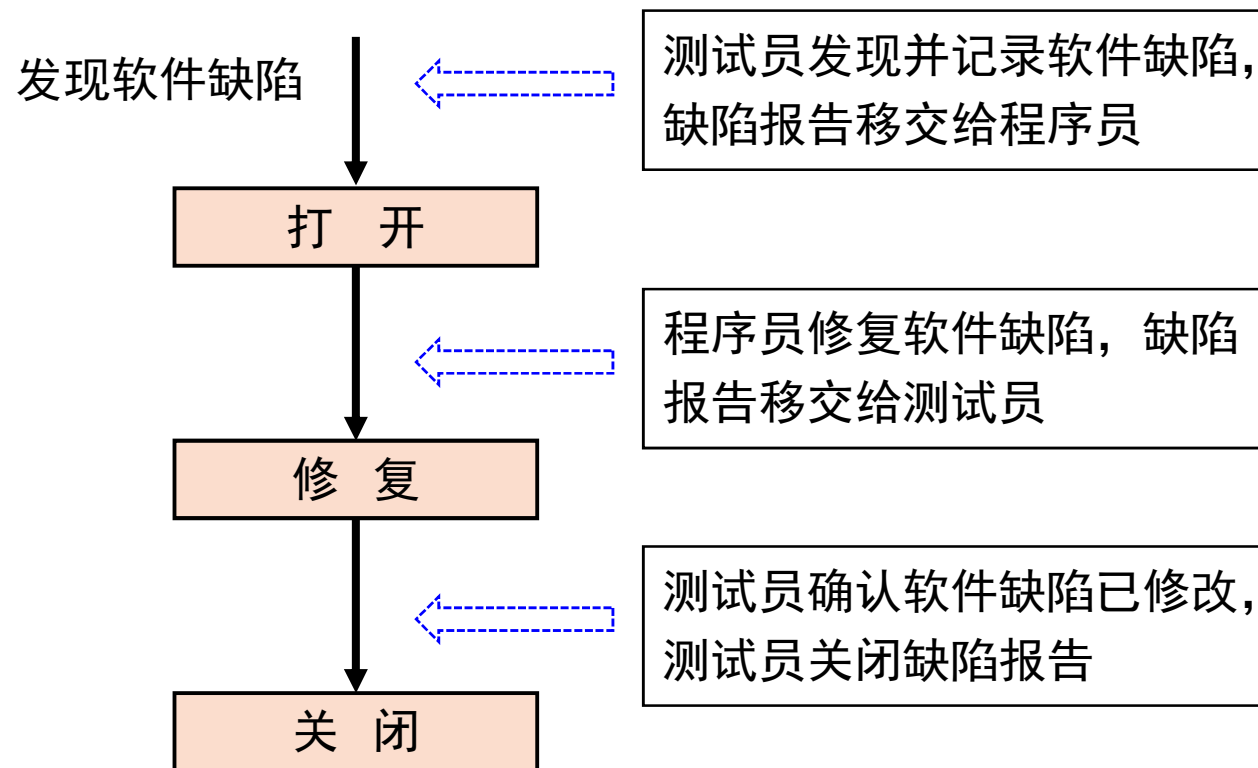 发现软件缺陷
测试员发现并记录软件缺陷，
缺陷报告移交给程序员
打 开
程序员修复软件缺陷，缺陷
报告移交给测试员
修 复
测试员确认软件缺陷已修改，
测试员关闭缺陷报告
关 闭